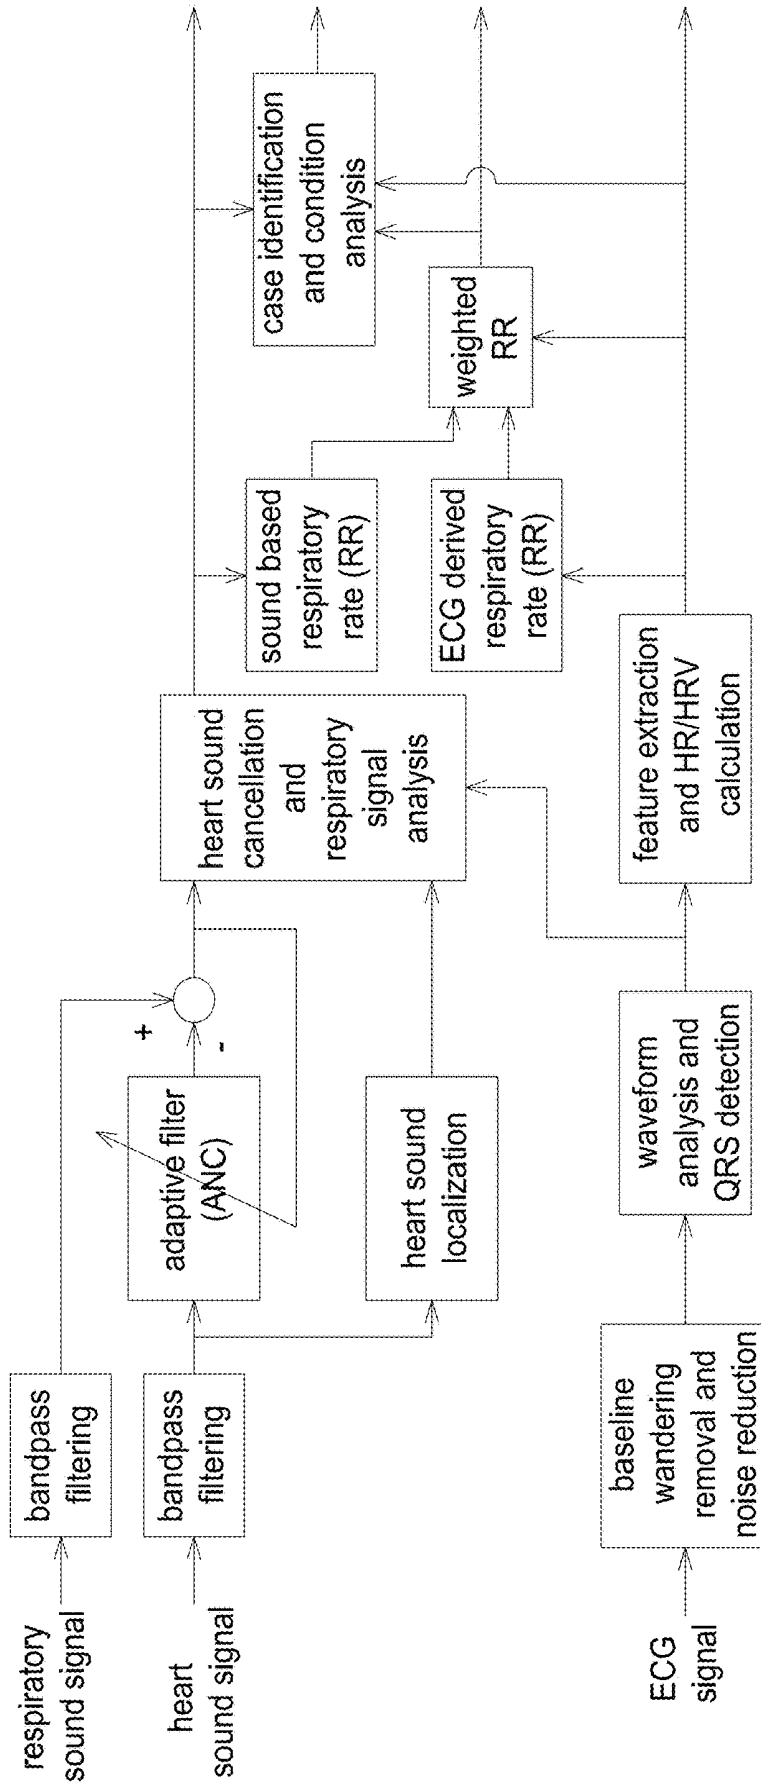 respiratory
sound signal
bandpass
filtering
heart
sound signal
bandpass
filtering
adaptive filter
(ANC)
+
-
heart sound
localization
heart sound
cancellation
and
respiratory
signal
analysis
sound based
respiratory
rate (RR)
ECG derived
respiratory
rate (RR)
weighted
RR
case identification
and condition
analysis
ECG
signal
baseline
wandering
removal and
noise reduction
waveform
analysis and
QRS detection
feature extraction
and HR/HRV
calculation